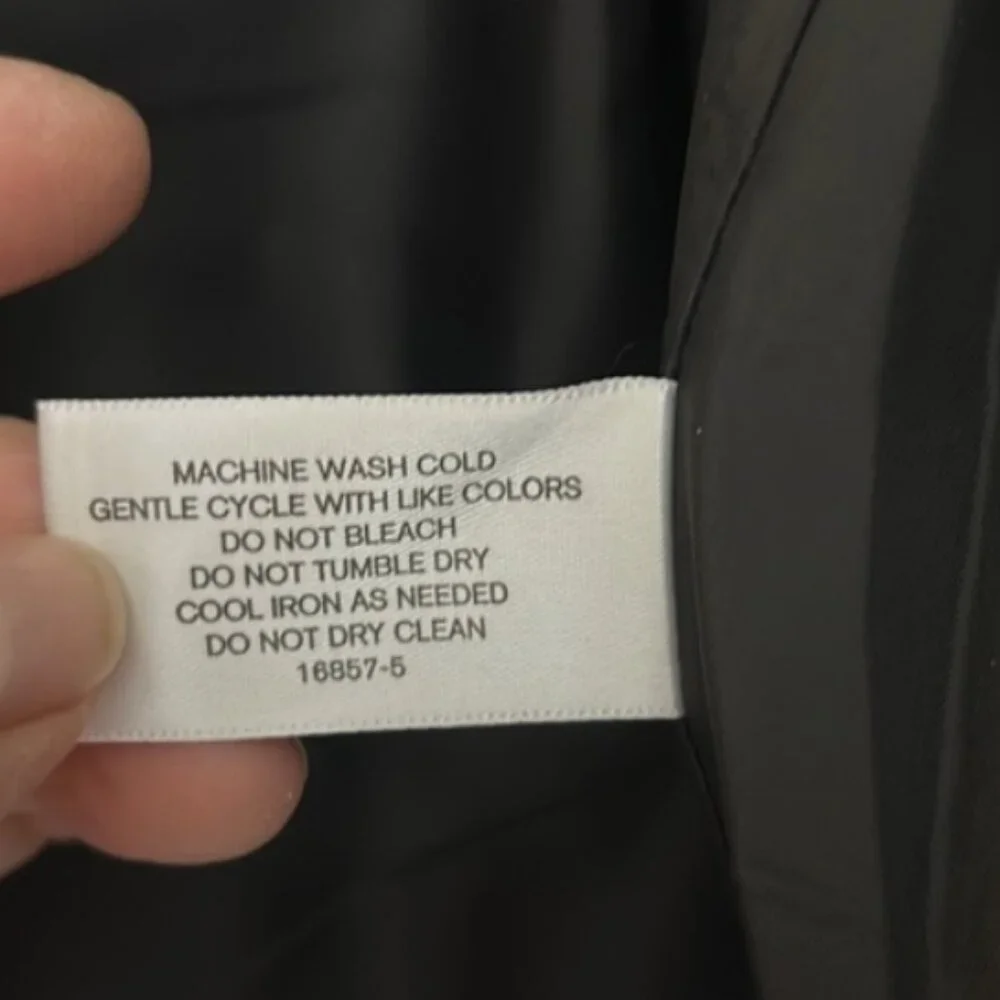 MACHINE WASH COLD
GENTLE CYCLE WITH LIKE COLORS
DO NOT BLEACH
DO NOT TUMBLE DRY
COOL IRON AS NEEDED
DO NOT DRY CLEAN
16857-5